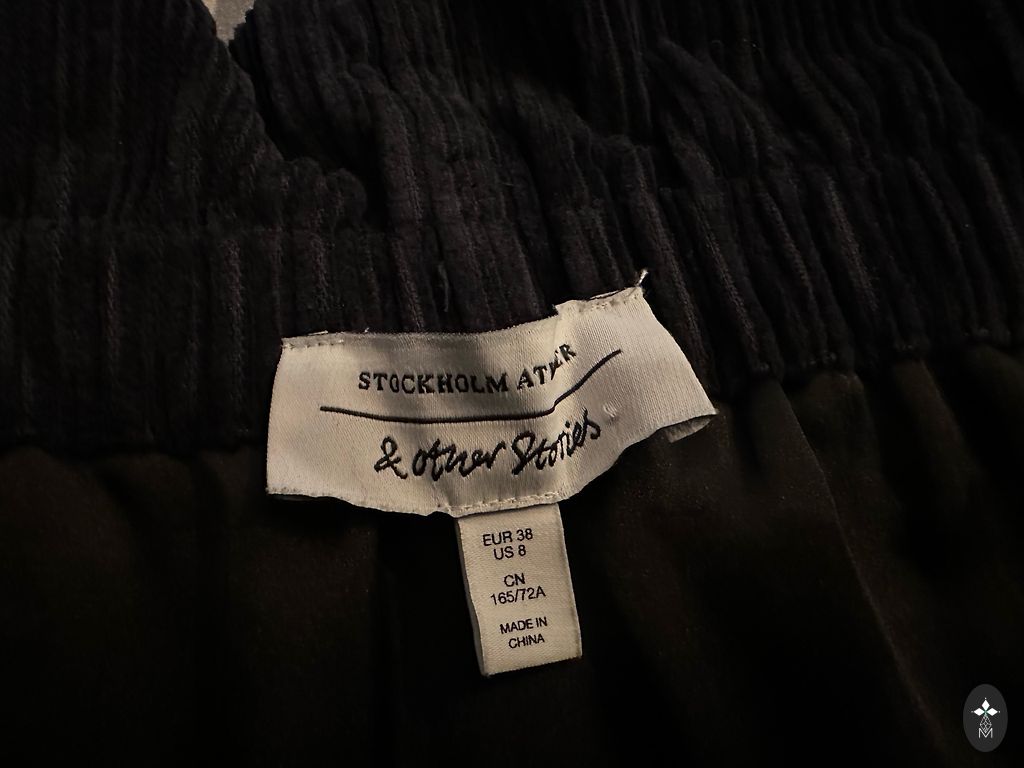 STOCKHOLM ATELIER
& other Stories
EUR 38
US 8
CN
165/72A
MADE IN
CHINA
M